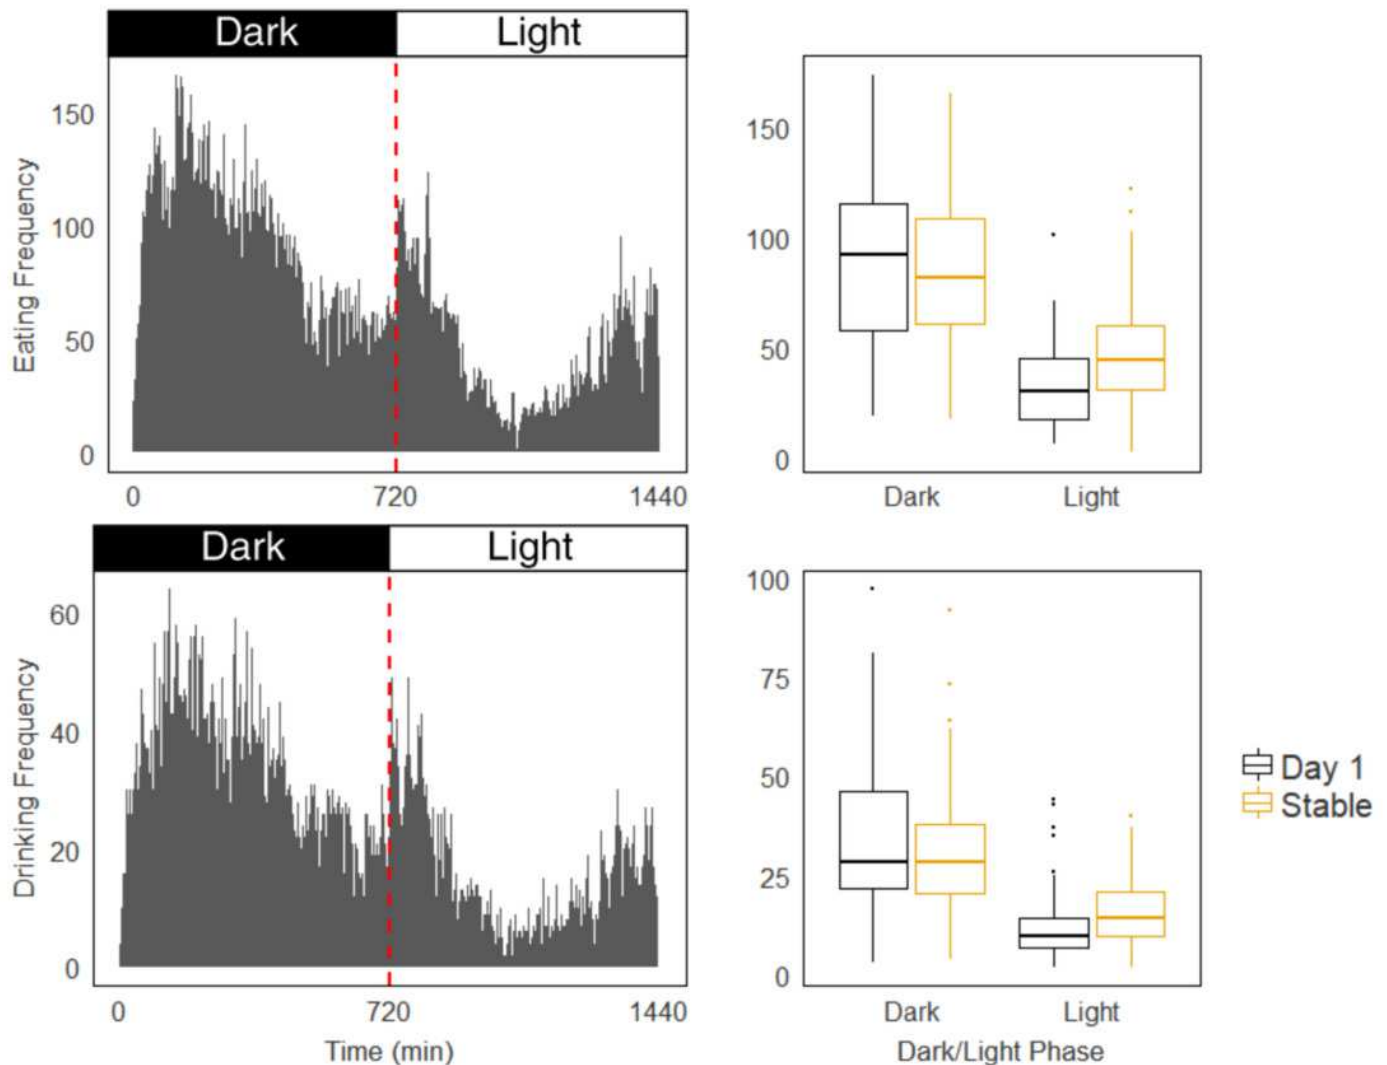 Dark Light
Eating Frequency
150
100
50
0
0 720 1440
150
100
50
0
Dark Light
Dark Light
Drinking Frequency
60
40
20
0
0 720 1440
Time (min)
100
75
50
25
0
Dark Light
Dark/Light Phase
Day 1
Stable